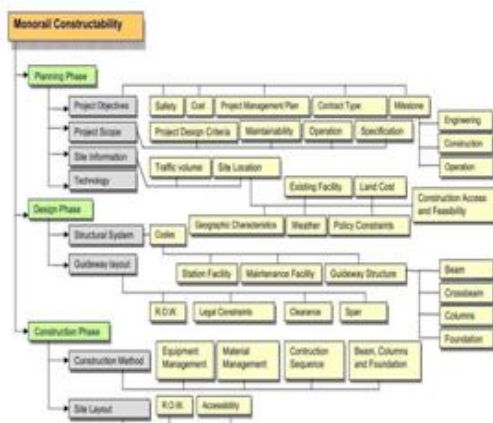 Monorail Constructability
Planning Phase
Project Objectives
Safety
Cost
Project Management Plan
Contract Type
Milestone
Engineering
Construction
Operation
Project Scope
Project Design Criteria
Maintainability
Operation
Specification
Site Information
Traffic volume
Site Location
Technology
Existing Facility
Land Cost
Construction Access
and Feasibility
Geographic Characteristics
Weather
Policy Constraints
Design Phase
Structural System
Codes
Station Facility
Maintenance Facility
Guideway Structure
Beam
Crossbeam
Columns
Foundation
Guideway layout
R.O.W.
Legal Constraints
Clearance
Span
Construction Phase
Construction Method
Equipment
Management
Material
Management
Contruction
Sequence
Beam, Columns
and Foundation
Site Layout
R.O.W.
Accessability